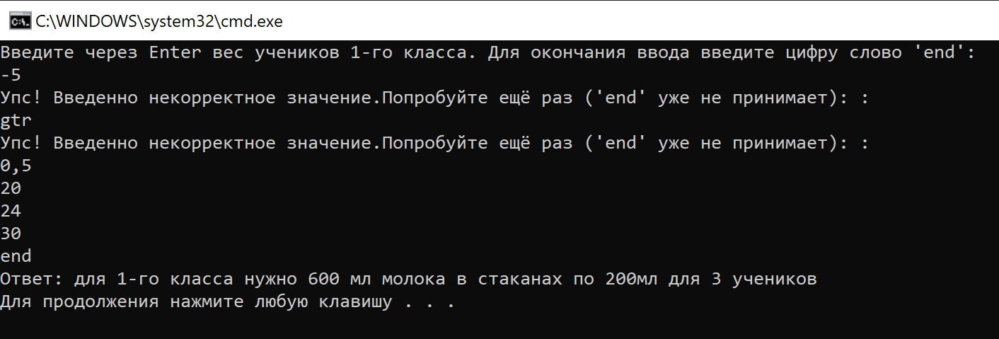 C:\WINDOWS\system32\cmd.exe
Введите через Enter вес учеников 1-го класса. Для окончания ввода введите цифру слово 'end':
-5
Упс! Введенно некорректное значение.Попробуйте ещё раз ('end' уже не принимает): :
gtr
Упс! Введенно некорректное значение.Попробуйте ещё раз ('end' уже не принимает): :
0,5
20
24
30
end
Ответ: для 1-го класса нужно 600 мл молока в стаканах по 200мл для 3 учеников
Для продолжения нажмите любую клавишу . . .